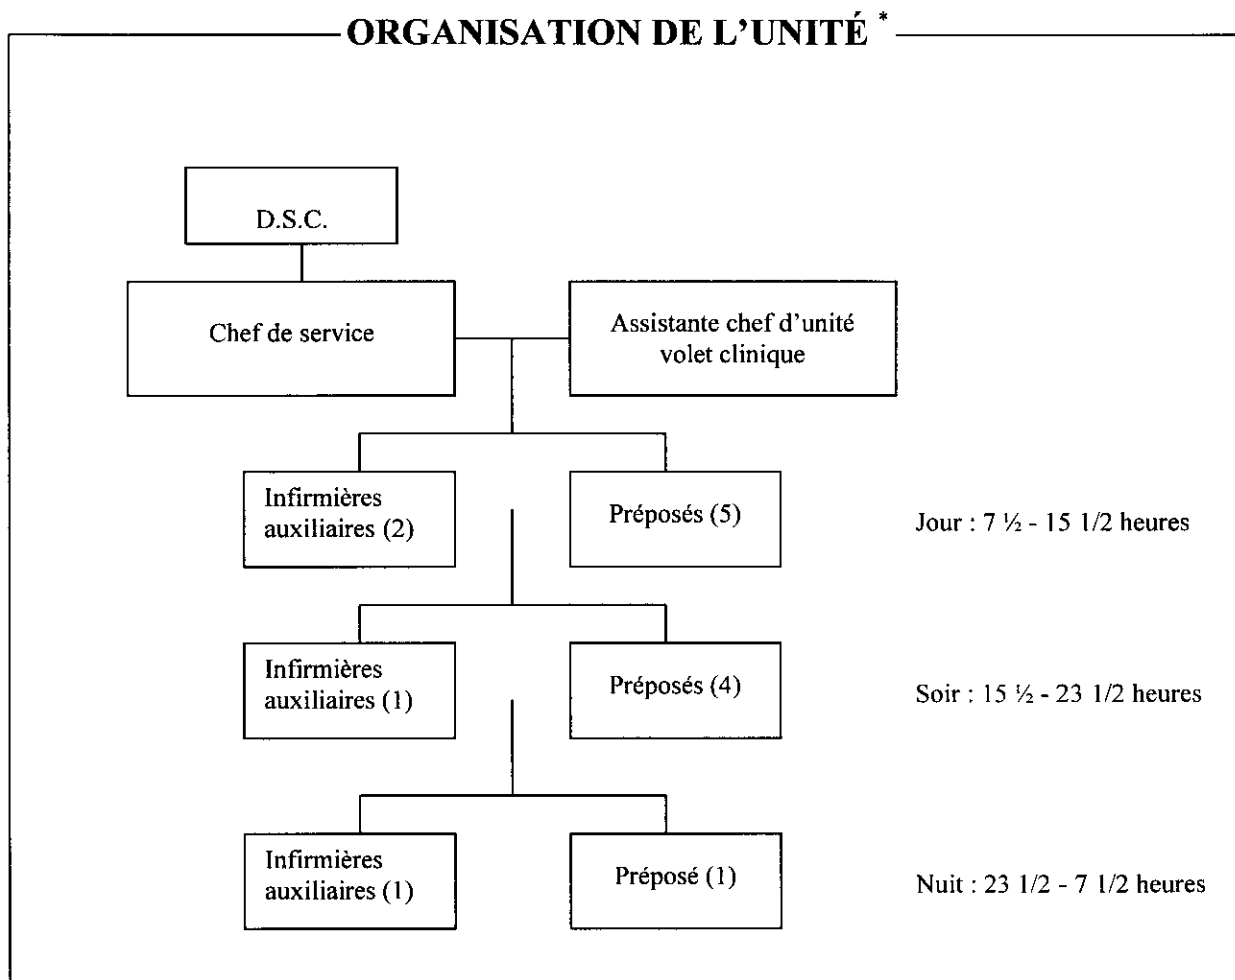 ORGANISATION DE L'UNITÉ *
D.S.C.
Chef de service
Assistante chef d'unité
volet clinique
Infirmières
auxiliaires (2)
Préposés (5)
Jour : 7 ½ - 15 1/2 heures
Infirmières
auxiliaires (1)
Préposés (4)
Soir : 15 ½ - 23 1/2 heures
Infirmières
auxiliaires (1)
Préposé (1)
Nuit : 23 1/2 - 7 1/2 heures